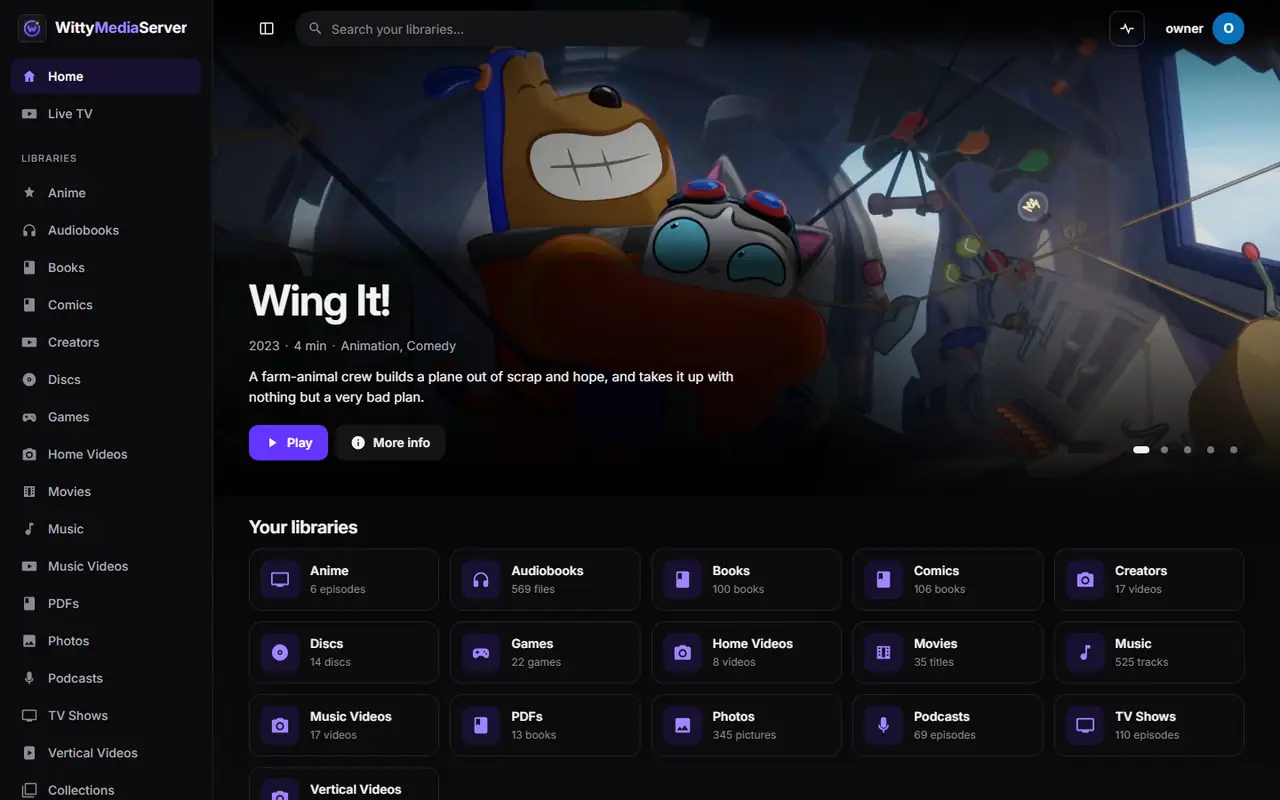 WittyMediaServer
Search your libraries...
owner
O
Home
Live TV
LIBRARIES
Anime
Audiobooks
Books
Comics
Creators
Discs
Games
Home Videos
Movies
Music
Music Videos
PDFs
Photos
Podcasts
TV Shows
Vertical Videos
Collections
Wing It!
2023 · 4 min · Animation, Comedy
A farm-animal crew builds a plane out of scrap and hope, and takes it up with
nothing but a very bad plan.
Play
More info
Your libraries
Anime
6 episodes
Audiobooks
569 files
Books
100 books
Comics
106 books
Creators
17 videos
Discs
14 discs
Games
22 games
Home Videos
8 videos
Movies
35 titles
Music
525 tracks
Music Videos
17 videos
PDFs
13 books
Photos
345 pictures
Podcasts
69 episodes
TV Shows
110 episodes
Vertical Videos